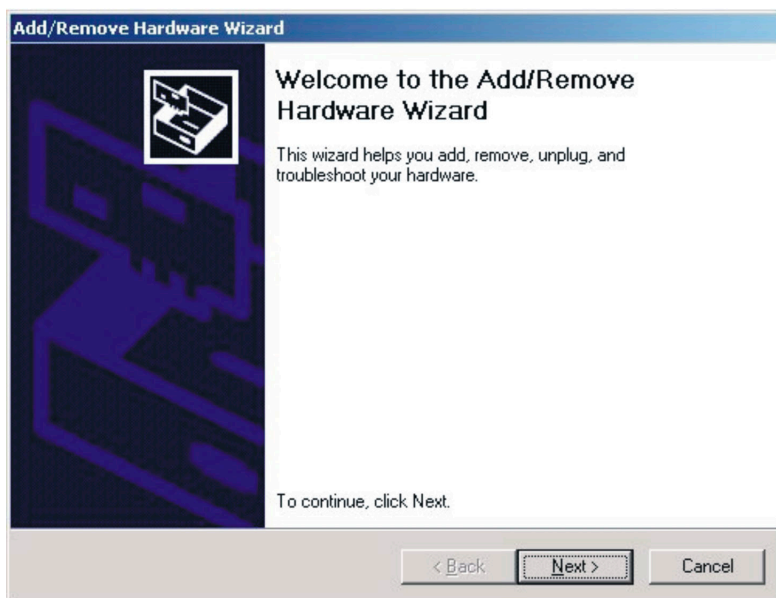 Add/Remove Hardware Wizard
Welcome to the Add/Remove
Hardware Wizard
This wizard helps you add, remove, unplug, and
troubleshoot your hardware.
To continue, click Next.
< Back
Next >
Cancel